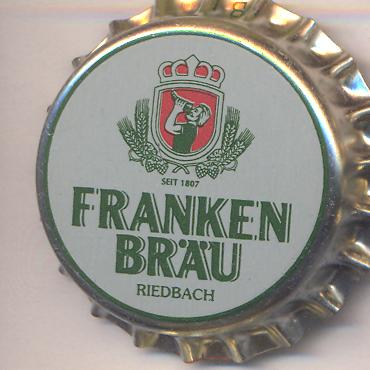 SEIT 1807
FRANKEN
BRÄU
RIEDBACH